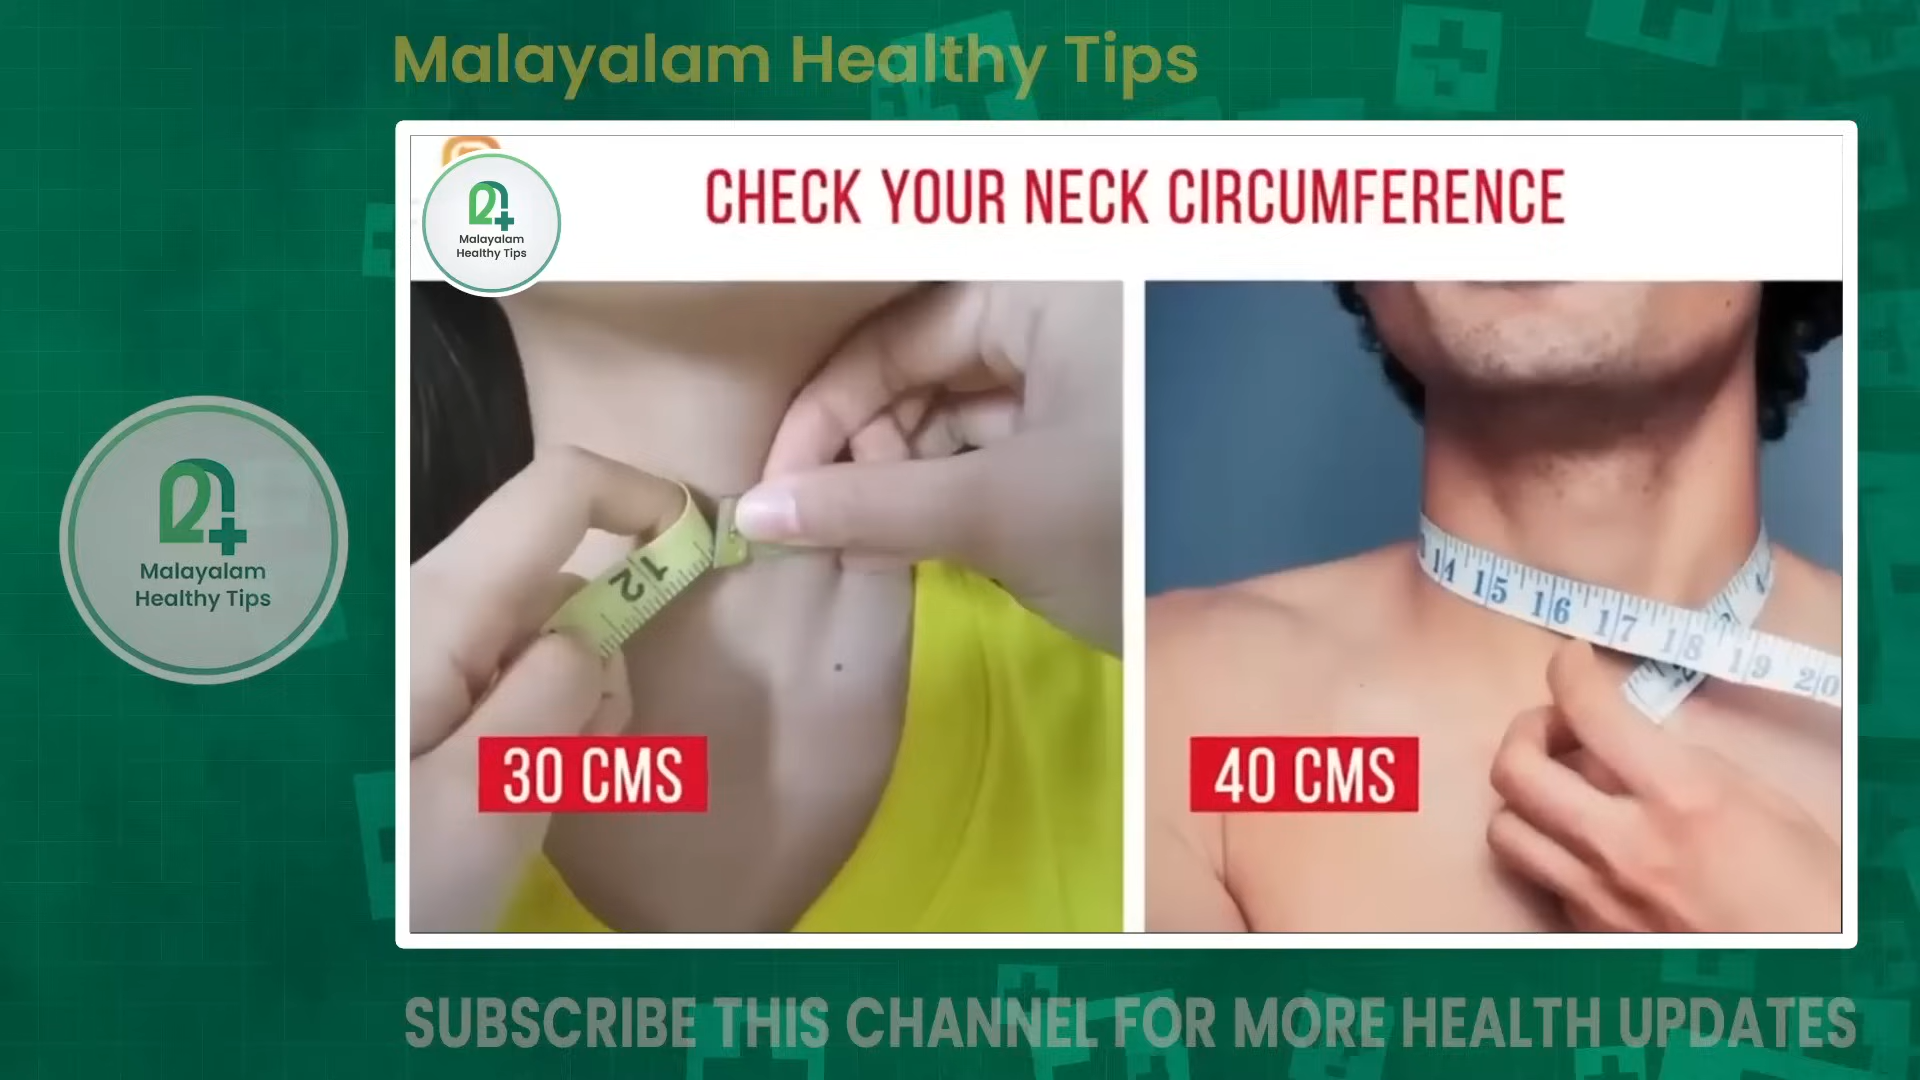 Malayalam Healthy Tips
Malayalam
Healthy Tips
CHECK YOUR NECK CIRCUMFERENCE
12
14 15 16 17 18 19 20
30 CMS
40 CMS
Malayalam
Healthy Tips
SUBSCRIBE THIS CHANNEL FOR MORE HEALTH UPDATES